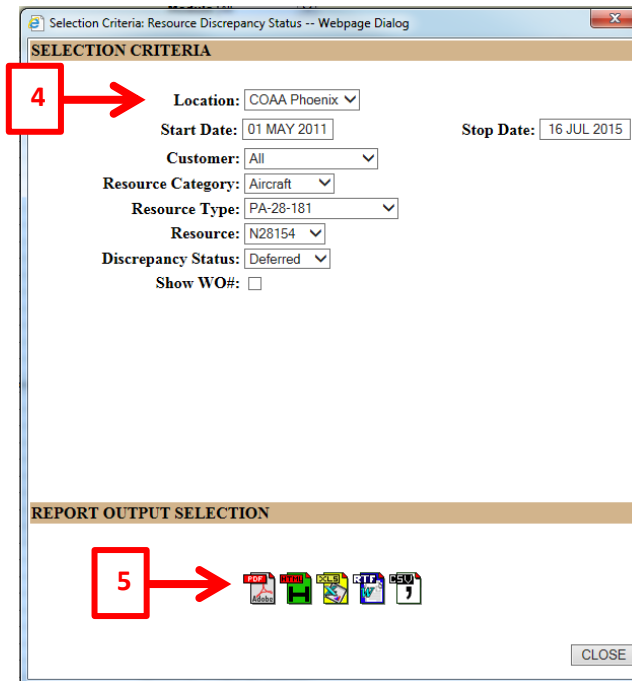 Selection Criteria: Resource Discrepancy Status -- Webpage Dialog
x
SELECTION CRITERIA
4
Location: COAA Phoenix
Start Date: 01 MAY 2011 Stop Date: 16 JUL 2015
Customer: All
Resource Category: Aircraft
Resource Type: PA-28-181
Resource: N28154
Discrepancy Status: Deferred
Show WO#:
REPORT OUTPUT SELECTION
5
PDF HTML XLS RTF CSV
Adobe W ,
CLOSE